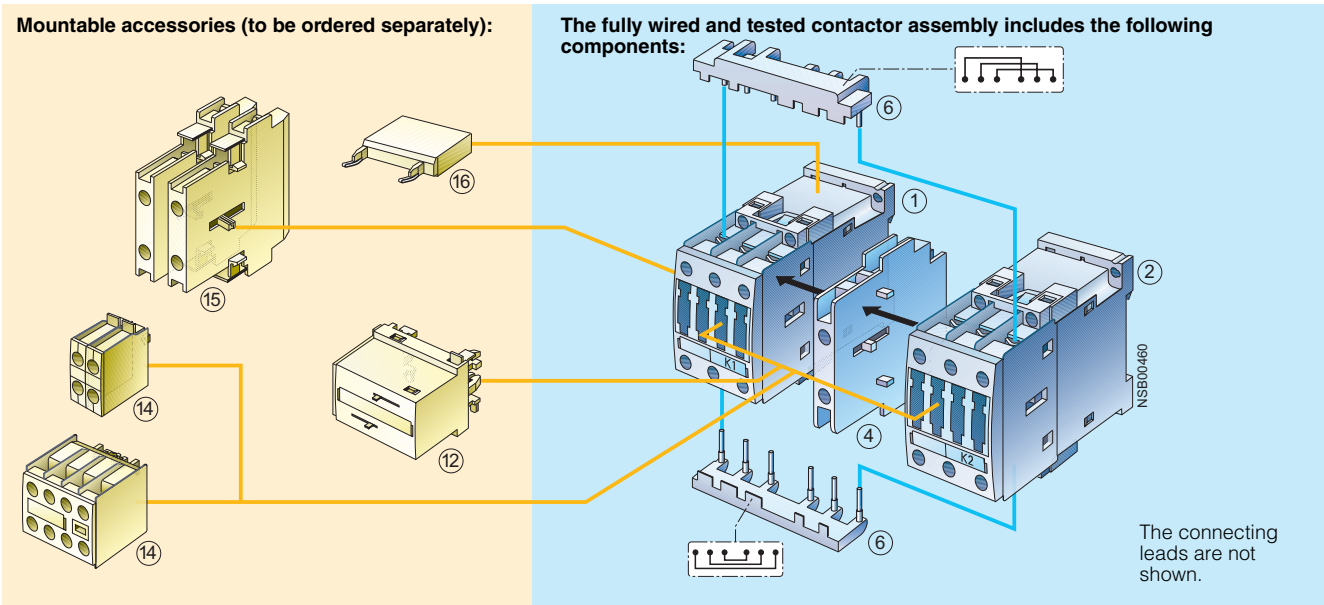 Mountable accessories (to be ordered separately):
The fully wired and tested contactor assembly includes the following
components:
6
16
1
2
15
K1
NSB00460
14
12
4
K2
14
6
The connecting
leads are not
shown.